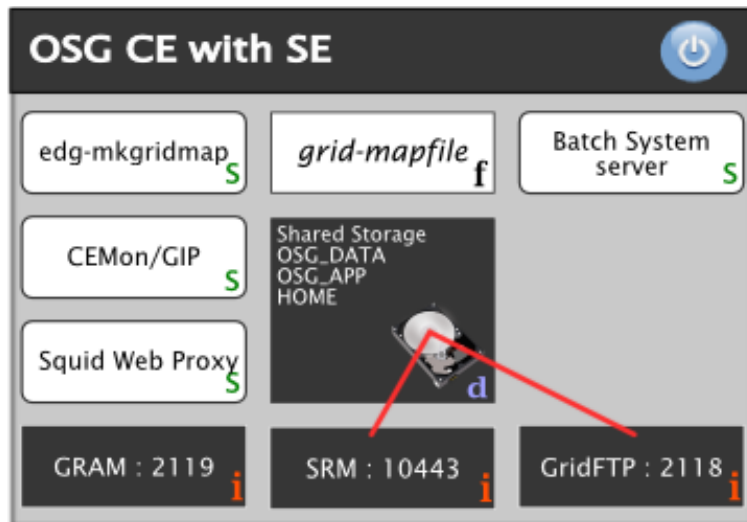 OSG CE with SE
edg-mkgridmap
S
grid-mapfile
f
Batch System
server
S
CEMon/GIP
S
Shared Storage
OSG_DATA
OSG_APP
HOME
d
Squid Web Proxy
S
GRAM : 2119
i
SRM : 10443
i
GridFTP : 2118
i